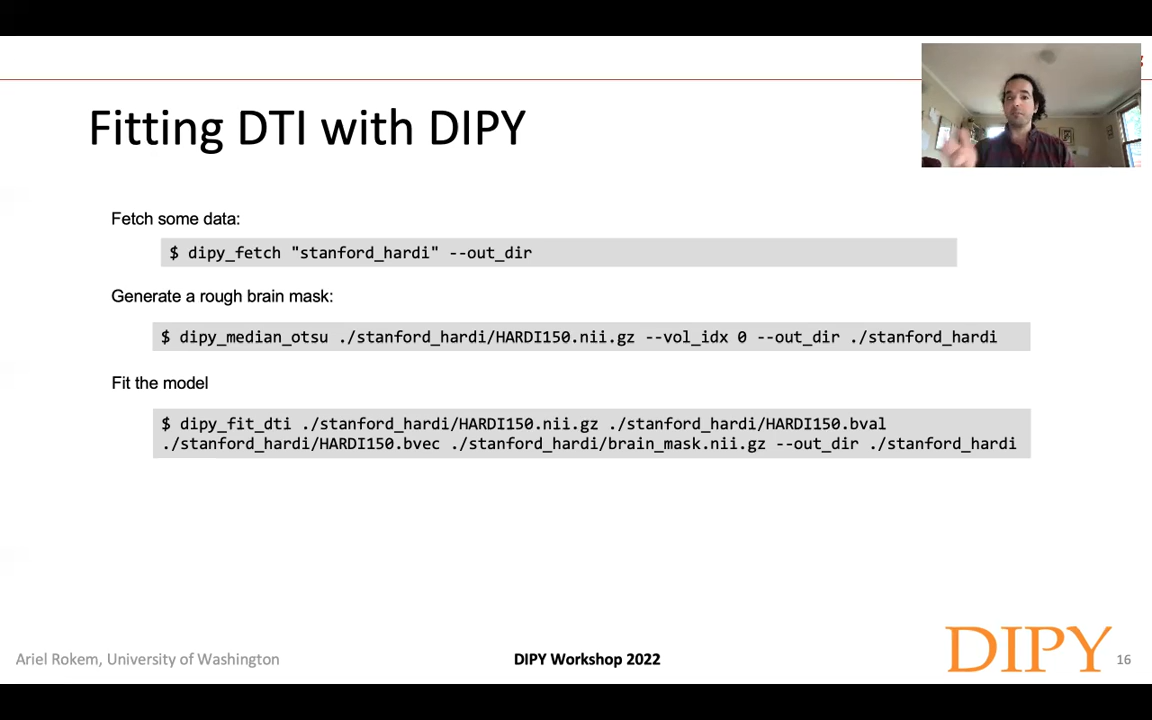 Fitting DTI with DIPY
Fetch some data:
$ dipy_fetch "stanford_hardi" --out_dir
Generate a rough brain mask:
$ dipy_median_otsu ./stanford_hardi/HARDI150.nii.gz --vol_idx 0 --out_dir ./stanford_hardi
Fit the model
$ dipy_fit_dti ./stanford_hardi/HARDI150.nii.gz ./stanford_hardi/HARDI150.bval
./stanford_hardi/HARDI150.bvec ./stanford_hardi/brain_mask.nii.gz --out_dir ./stanford_hardi
Ariel Rokem, University of Washington
DIPY Workshop 2022
DIPY
16